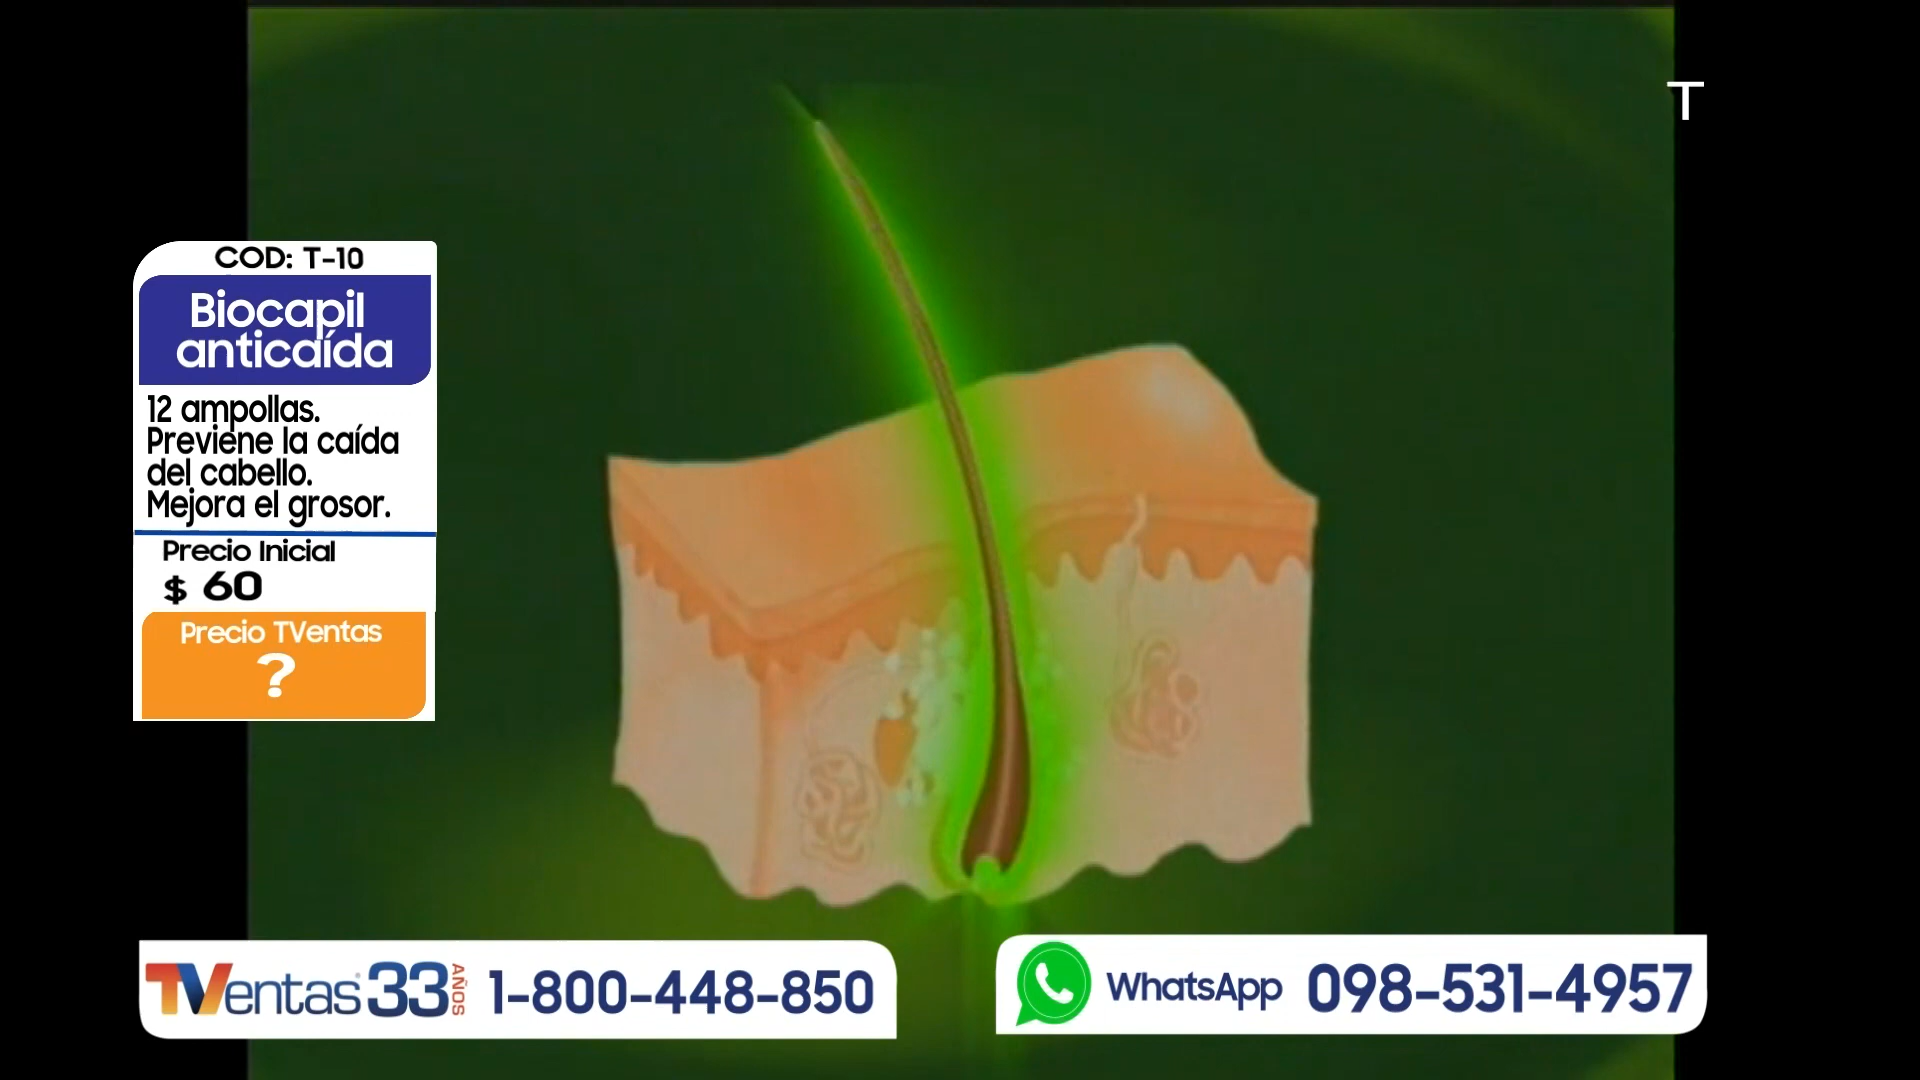 T
COD: T-10
Biocapil
anticaída
12 ampollas.
Previene la caída
del cabello.
Mejora el grosor.
Precio Inicial
$ 60
Precio TVentas
?
TVentas 33 AÑOS 1-800-448-850
WhatsApp 098-531-4957